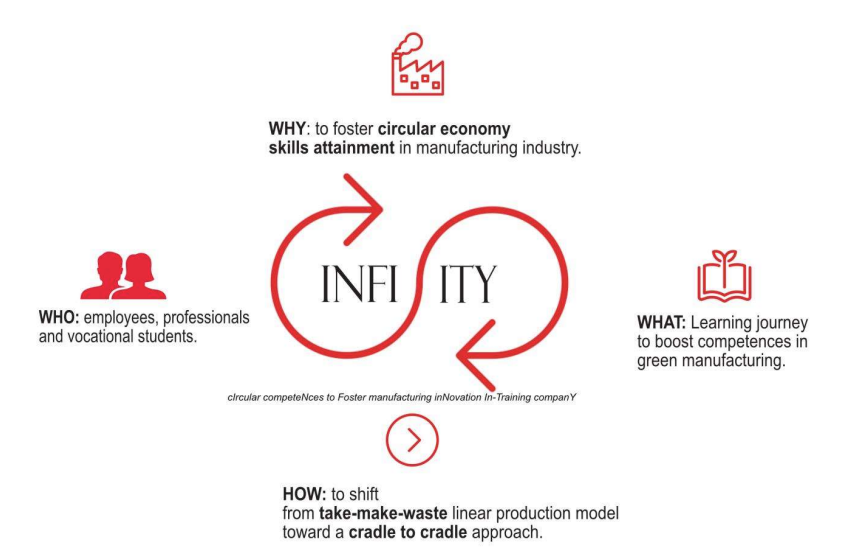 WHY: to foster circular economy
skills attainment in manufacturing industry.
INFI ITY
WHO: employees, professionals
and vocational students.
WHAT: Learning journey
to boost competences in
green manufacturing.
cIrcular competeNces to Foster manufacturing inNovation In-Training companY
HOW: to shift
from take-make-waste linear production model
toward a cradle to cradle approach.